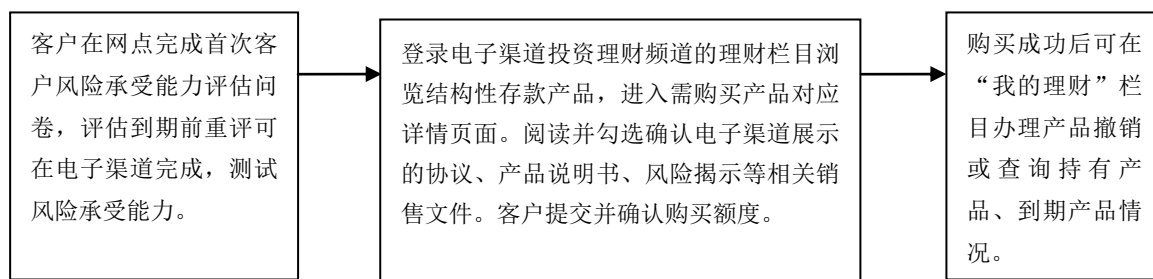 客户在网点完成首次客
户风险承受能力评估问
卷，评估到期前重评可
在电子渠道完成，测试
风险承受能力。
登录电子渠道投资理财频道的理财栏目浏
览结构性存款产品，进入需购买产品对应
详情页面。阅读并勾选确认电子渠道展示
的协议、产品说明书、风险揭示等相关销
售文件。客户提交并确认购买额度。
购买成功后可在
“我的理财”栏
目办理产品撤销
或查询持有产
品、到期产品情
况。